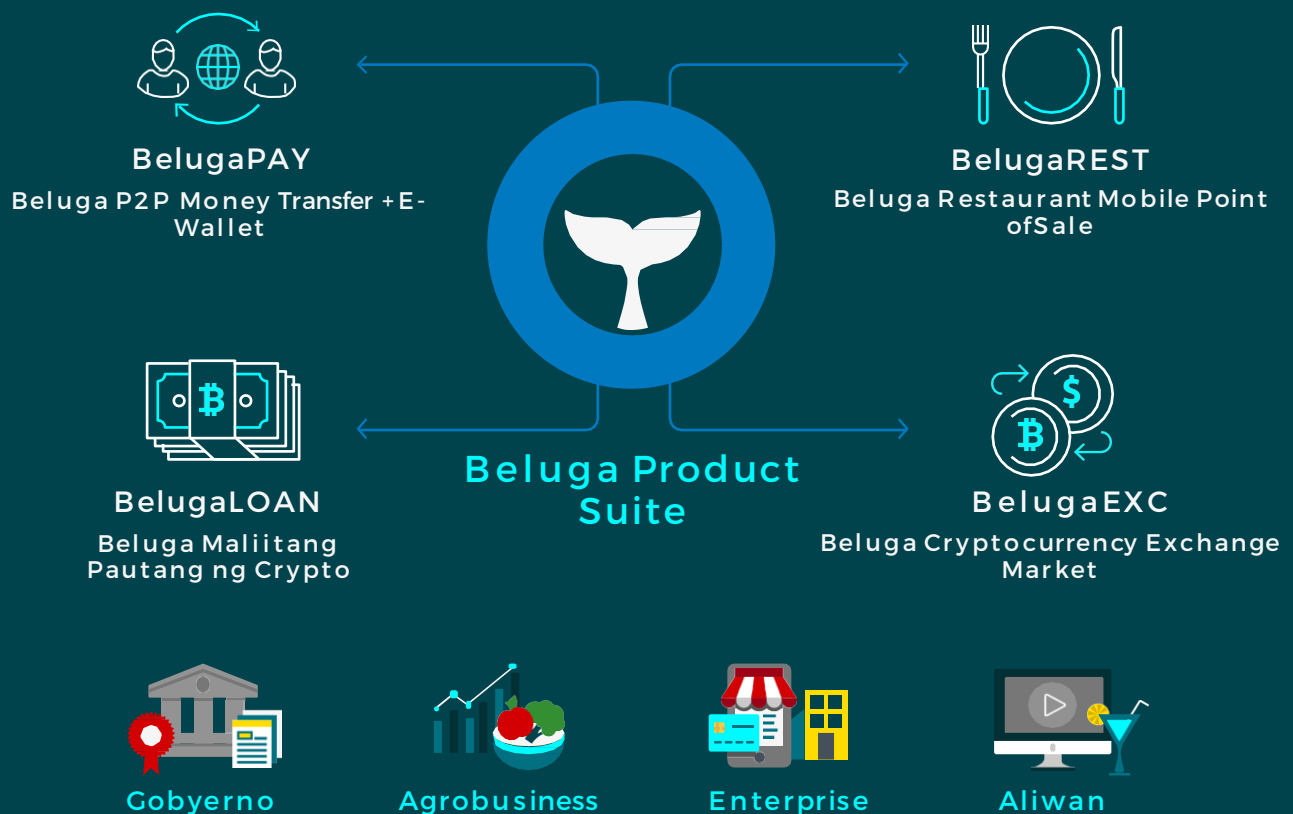 BelugaPAY
Beluga P2P Money Transfer +E-
Wallet
BelugaREST
Beluga Restaurant Mobile Point
ofSale
Beluga Product
Suite
BelugaLOAN
Beluga Maliitang
Pautang ng Crypto
BelugaEXC
Beluga Cryptocurrency Exchange
Market
Gobyerno
Agrobusiness
Enterprise
Aliwan